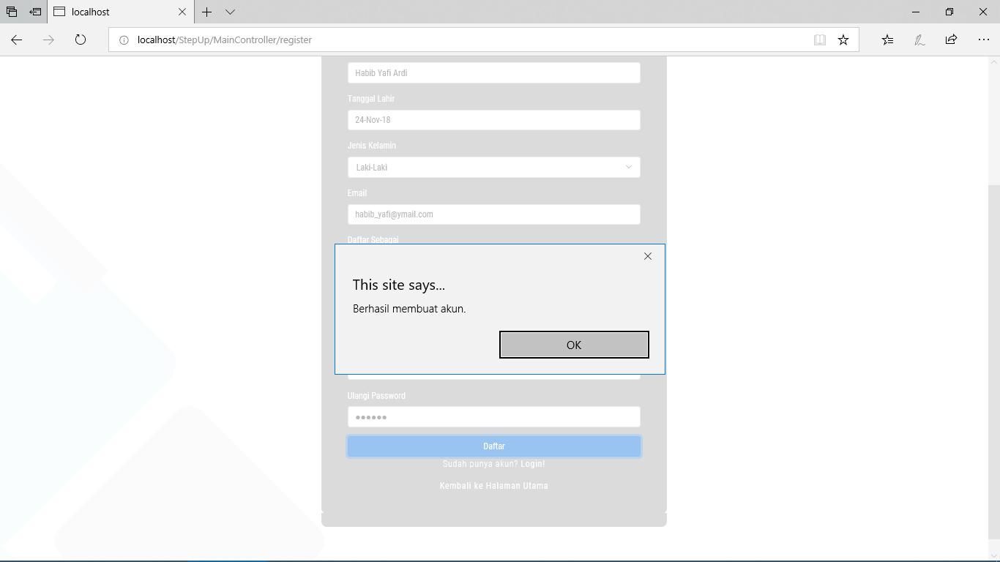 localhost
localhost/StepUp/MainController/register
Habib Yafi Ardi
Tanggal Lahir
24-Nov-18
Jenis Kelamin
Laki-Laki
Email
habib_yafi@ymail.com
Daftar Sebagai
This site says...
Berhasil membuat akun.
OK
Ulangi Password
Daftar
Sudah punya akun? Login!
Kembali ke Halaman Utama